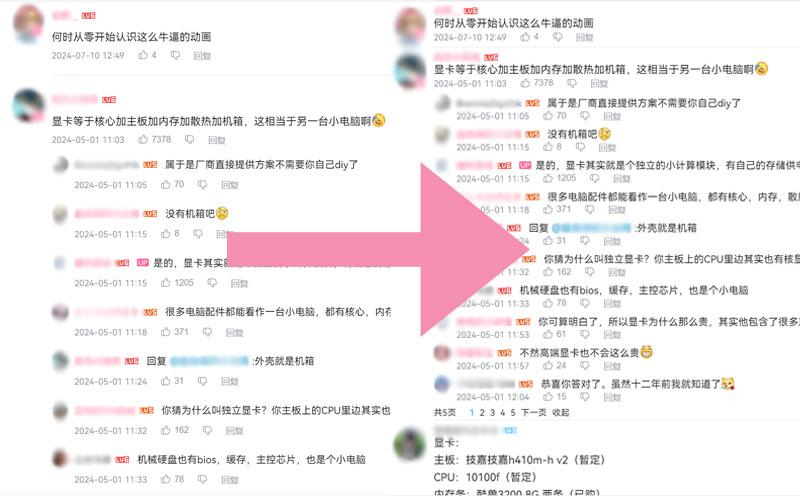 LV6
何时从零开始认识这么牛逼的动画
2024-07-10 12:49 4 回复
LV6
显卡等于核心加主板加内存加散热加机箱，这相当于另一台小电脑啊
2024-05-01 11:03 7378 回复
LV5 属于是厂商直接提供方案不需要你自己diy了
2024-05-01 11:05 70 回复
LV5 没有机箱吧
2024-05-01 11:15 8 回复
LV6 UP 是的，显卡其实就
2024-05-01 11:15 1205 回复
LV5 很多电脑配件都能看作一台小电脑，都有核心，内存
2024-05-01 11:18 371 回复
LV6 回复 :外壳就是机箱
2024-05-01 11:24 31 回复
LV5 你猜为什么叫独立显卡？你主板上的CPU里边其实也
2024-05-01 11:32 162 回复
LV6 机械硬盘也有bios，缓存，主控芯片，也是个小电脑
2024-05-01 11:33 78 回复
LV6
何时从零开始认识这么牛逼的动画
2024-07-10 12:49 4 回复
LV6
显卡等于核心加主板加内存加散热加机箱，这相当于另一台小电脑啊
2024-05-01 11:03 7378 回复
LV5 属于是厂商直接提供方案不需要你自己diy了
2024-05-01 11:05 70 回复
LV5 没有机箱吧
2024-05-01 11:15 8 回复
LV6 UP 是的，显卡其实就是个独立的小计算模块，有自己的存储供电
2024-05-01 11:15 1205 回复
LV5 很多电脑配件都能看作一台小电脑，都有核心，内存，散
05-01 11:18 371 回复
LV6 回复 :外壳就是机箱
31 回复
LV5 你猜为什么叫独立显卡？你主板上的CPU里边其实也有核显
11:32 162 回复
LV6 机械硬盘也有bios，缓存，主控芯片，也是个小电脑
05-01 11:33 78 回复
LV5 你可算明白了，所以显卡为什么那么贵，其实他包含了很多
2024-05-01 11:53 61 回复
LV5 不然高端显卡也不会这么贵
2024-05-01 11:57 24 回复
LV5 恭喜你答对了。虽然十二年前我就知道了
2024-05-01 12:04 15 回复
共5页 1 2 3 4 5 下一页 收起
显卡：
主板：技嘉技嘉h410m-h v2（暂定）
CPU：10100f（暂定）
内存条：酷兽3200 8G 两条（已购）